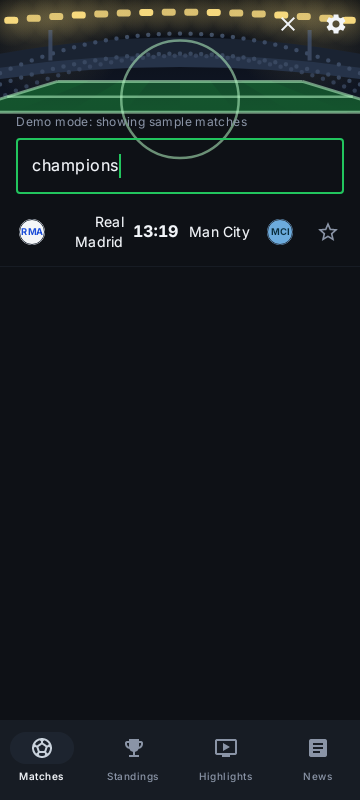 Demo mode: showing sample matches
champions
RMA Real Madrid 13:19 Man City MCI
Matches Standings Highlights News